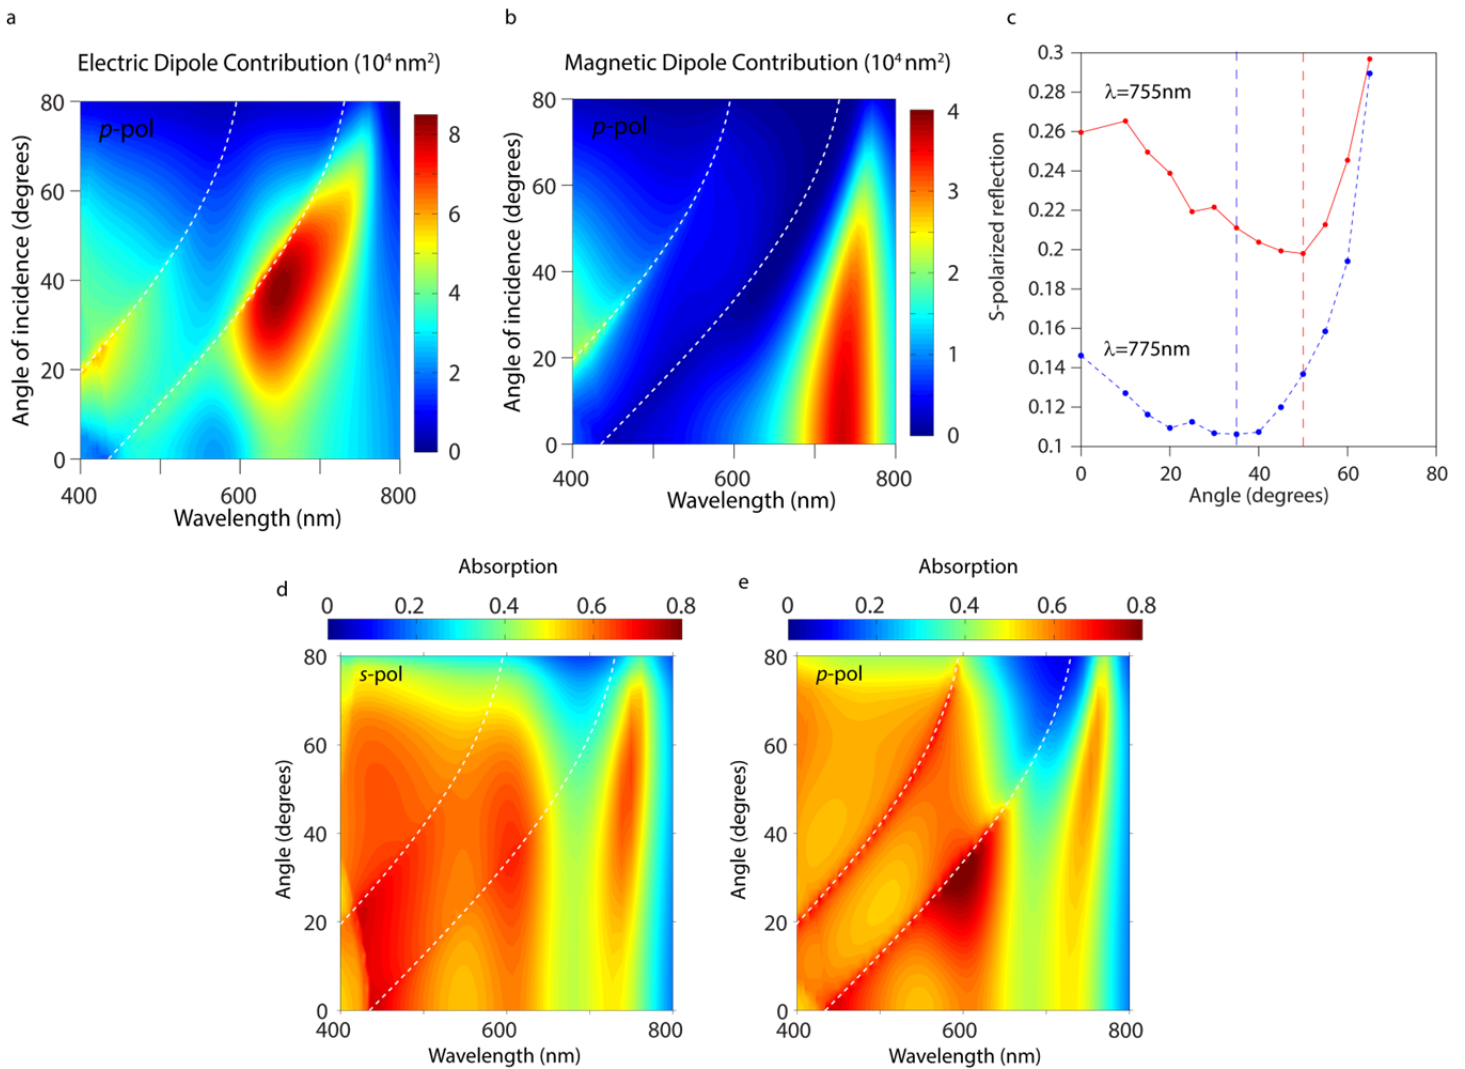 a
Electric Dipole Contribution (10⁴ nm²)
p-pol
80
60
40
20
0
400
600
800
Angle of incidence (degrees)
Wavelength (nm)
8
6
4
2
0
b
Magnetic Dipole Contribution (10⁴ nm²)
p-pol
80
60
40
20
0
400
600
800
Angle of incidence (degrees)
Wavelength (nm)
4
3
2
1
0
c
0.3
0.28
0.26
0.24
0.22
0.2
0.18
0.16
0.14
0.12
0.1
S-polarized reflection
λ=755nm
λ=775nm
0
20
40
60
80
Angle (degrees)
d
Absorption
0 0.2 0.4 0.6 0.8
s-pol
80
60
40
20
0
400
600
800
Angle (degrees)
Wavelength (nm)
e
Absorption
0 0.2 0.4 0.6 0.8
p-pol
80
60
40
20
0
400
600
800
Angle (degrees)
Wavelength (nm)